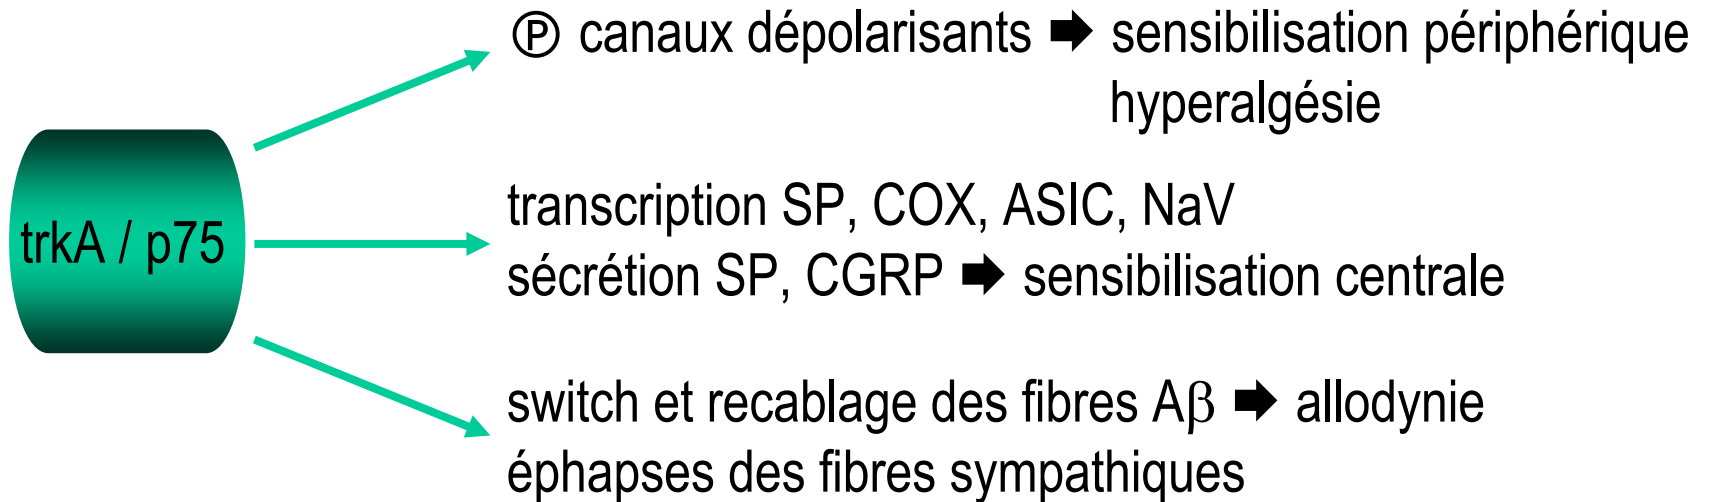 Ⓟ canaux dépolarisants ➡ sensibilisation périphérique
hyperalgésie
trkA / p75
transcription SP, COX, ASIC, NaV
sécrétion SP, CGRP ➡ sensibilisation centrale
switch et recablage des fibres Aβ ➡ allodynie
éphapses des fibres sympathiques